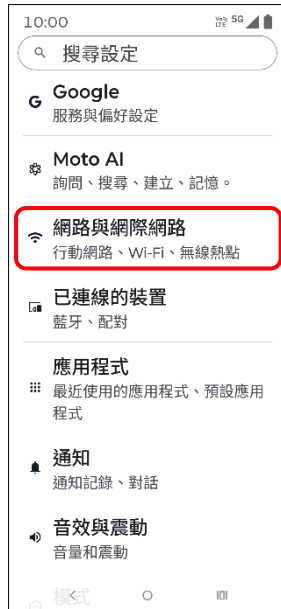 10:00
VoLTE 5G
搜尋設定
G Google
服務與偏好設定
Moto AI
詢問、搜尋、建立、記憶。
網路與網際網路
行動網路、Wi-Fi、無線熱點
已連線的裝置
藍牙、配對
應用程式
最近使用的應用程式、預設應用
程式
通知
通知記錄、對話
音效與震動
音量和震動
模式